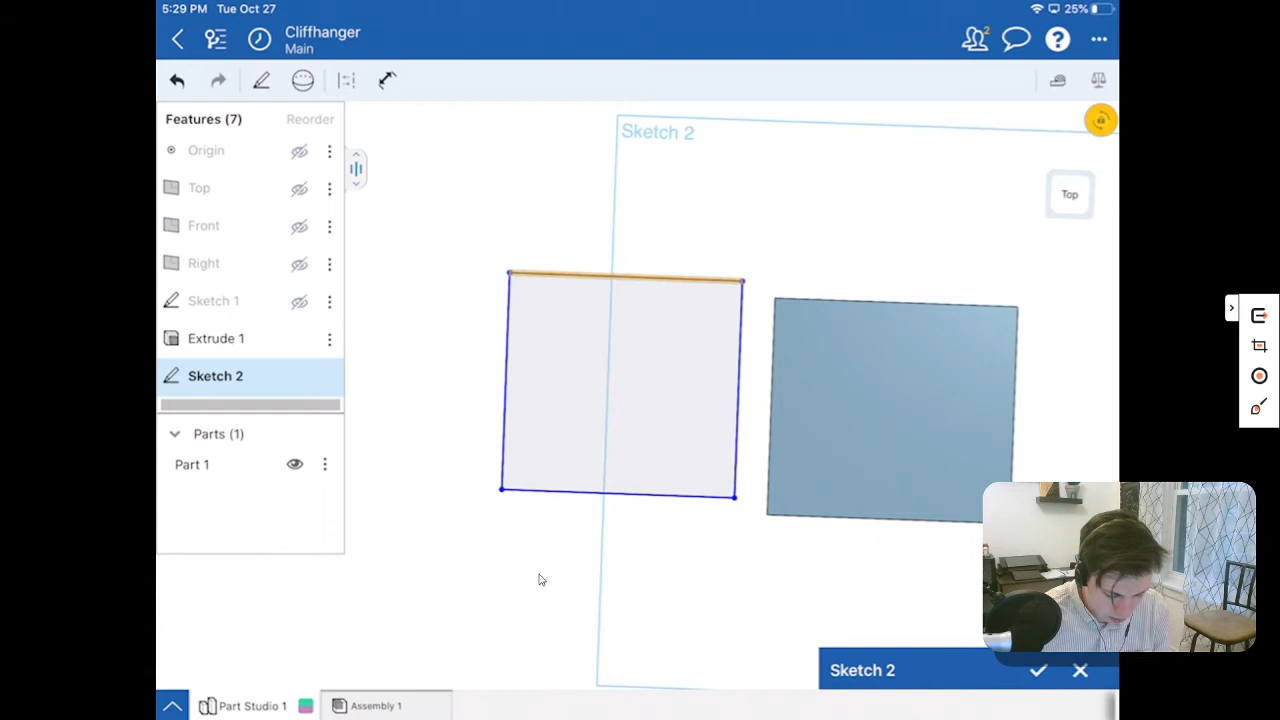 5:29 PM Tue Oct 27
25%
Cliffhanger
Main
2
?
Features (7)
Reorder
Origin
Top
Front
Right
Sketch 1
Extrude 1
Sketch 2
Parts (1)
Part 1
Sketch 2
Top
Sketch 2
Part Studio 1
Assembly 1